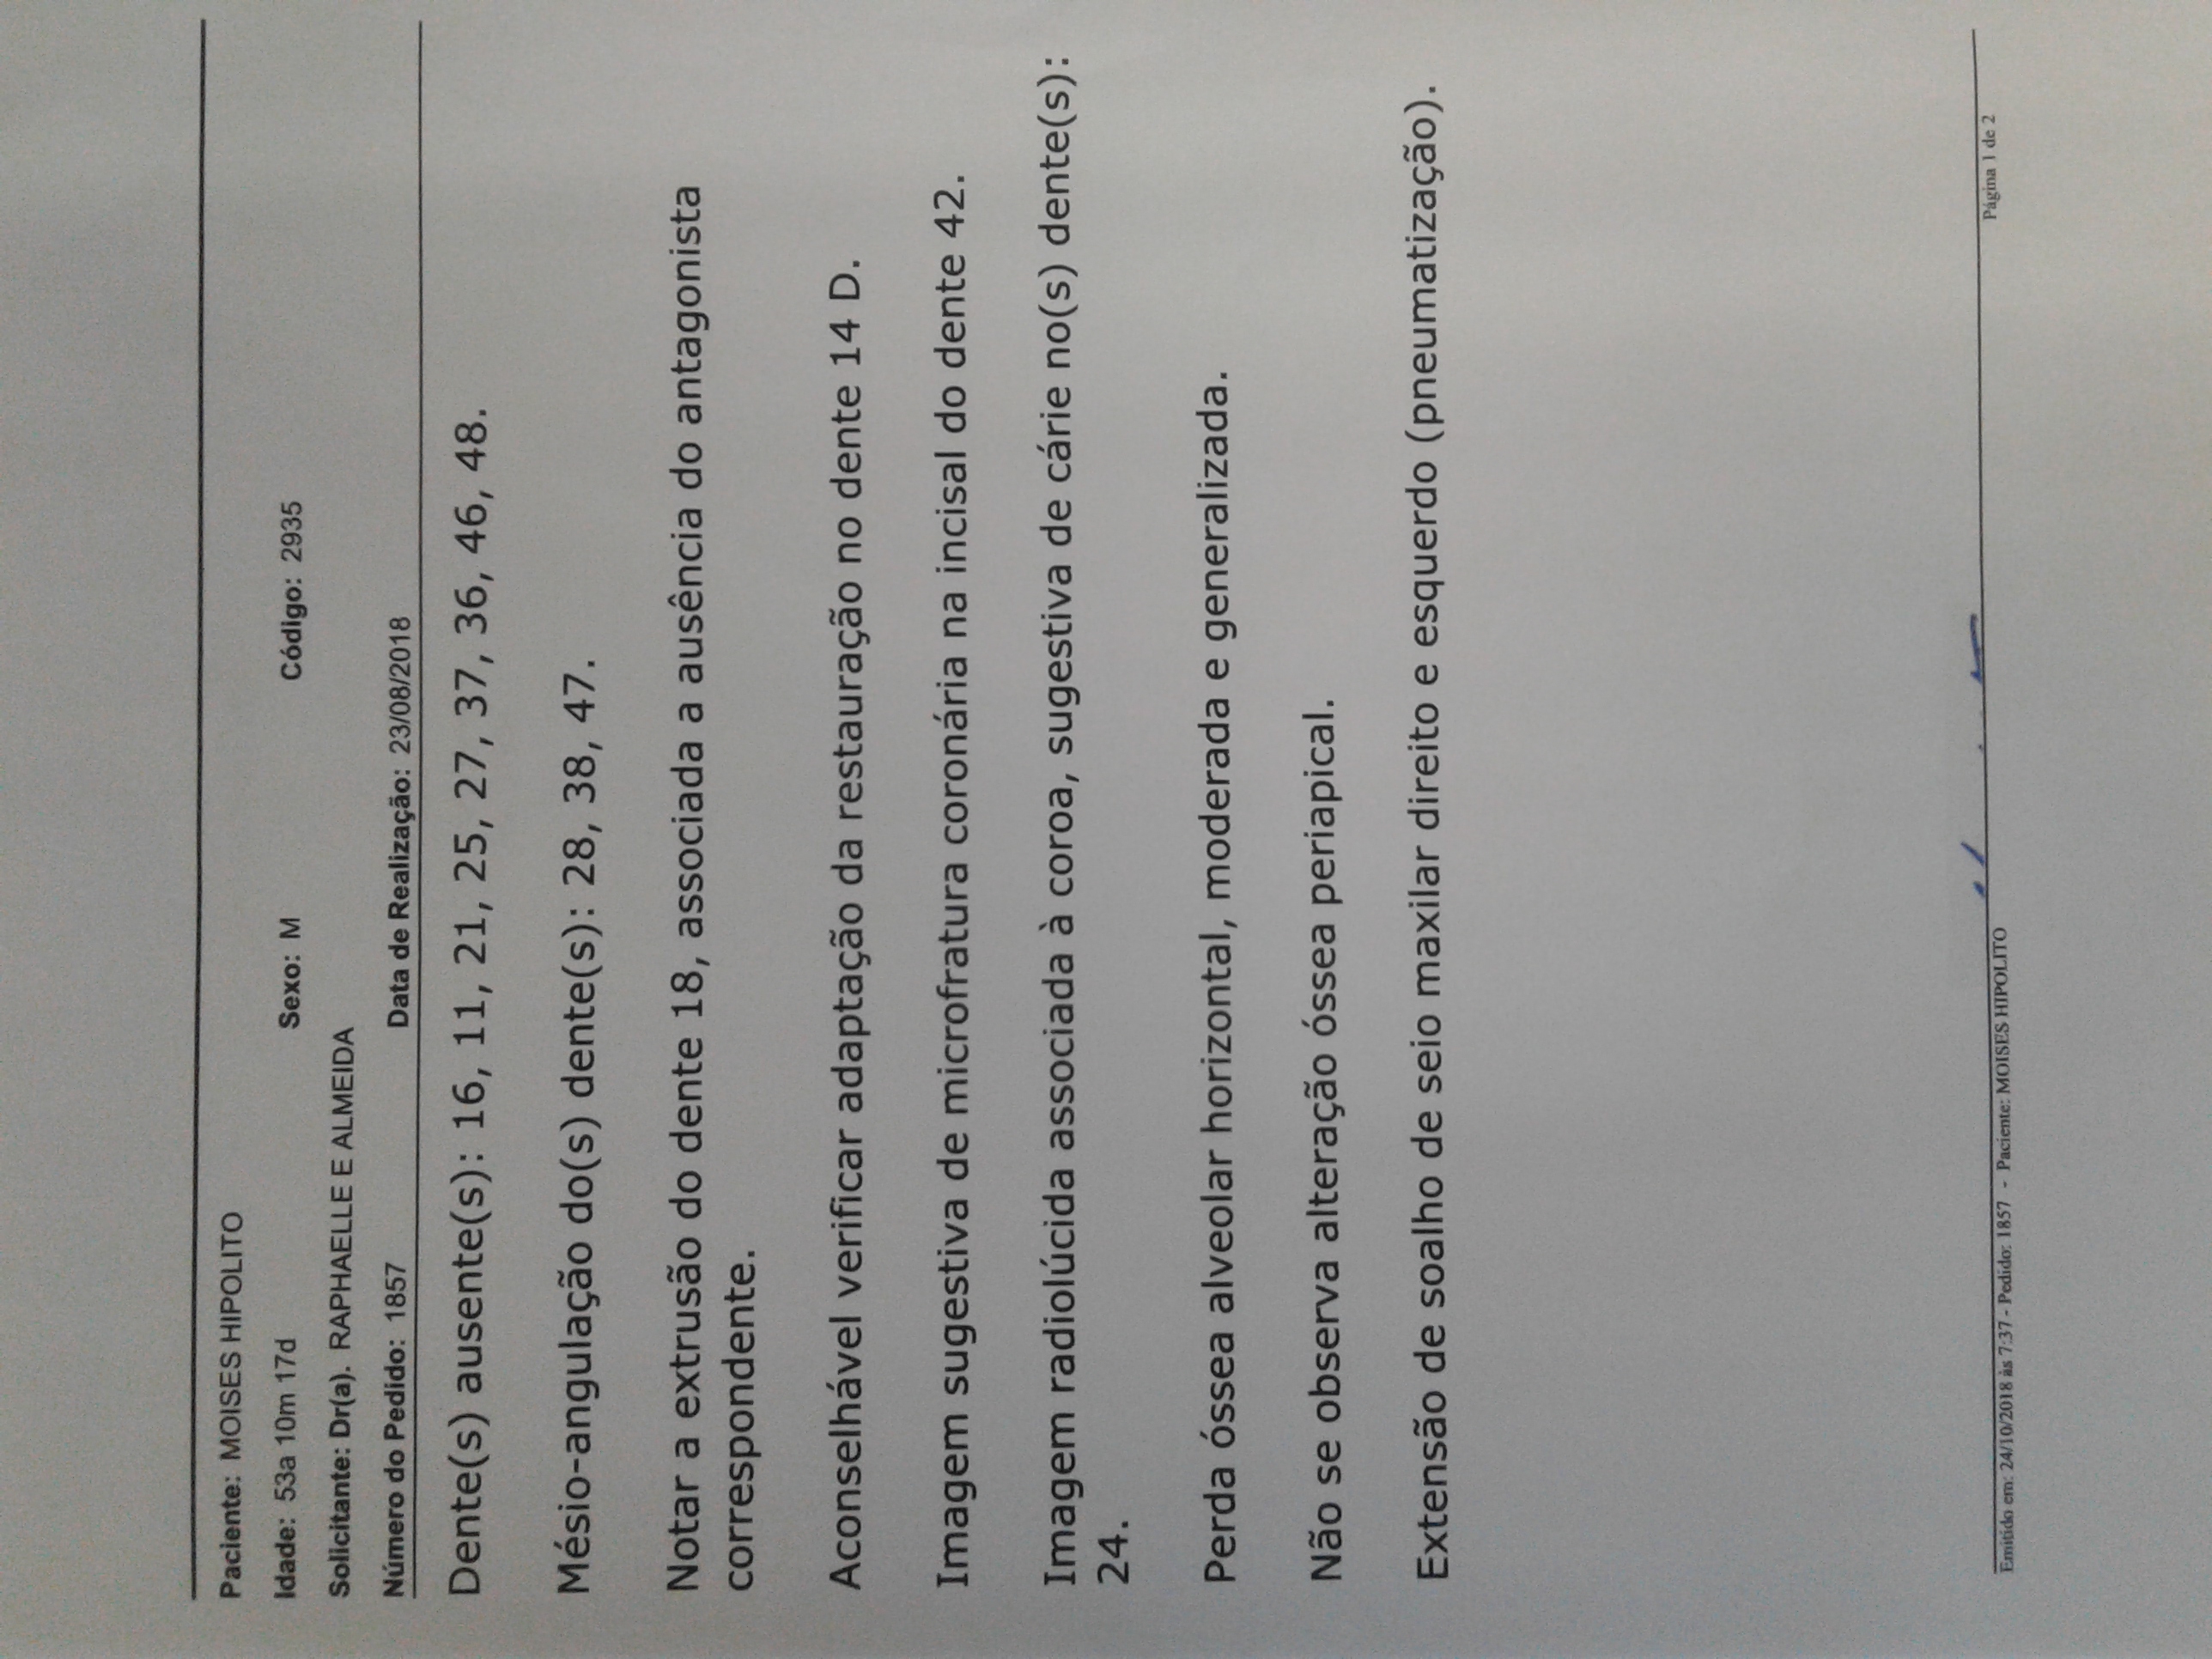 Paciente: MOISES HIPOLITO
Idade: 53a 10m 17d Sexo: M Código: 2935
Solicitante: Dr(a). RAPHAELLE E ALMEIDA
Número do Pedido: 1857 Data de Realização: 23/08/2018
Dente(s) ausente(s): 16, 11, 21, 25, 27, 37, 36, 46, 48.
Mésio-angulação do(s) dente(s): 28, 38, 47.
Notar a extrusão do dente 18, associada a ausência do antagonista
correspondente.
Aconselhável verificar adaptação da restauração no dente 14 D.
Imagem sugestiva de microfratura coronária na incisal do dente 42.
Imagem radiolúcida associada à coroa, sugestiva de cárie no(s) dente(s):
24.
Perda óssea alveolar horizontal, moderada e generalizada.
Não se observa alteração óssea periapical.
Extensão de soalho de seio maxilar direito e esquerdo (pneumatização).
Emitido em: 24/10/2018 às 7:37 - Pedido: 1857 - Paciente: MOISES HIPOLITO Página 1 de 2